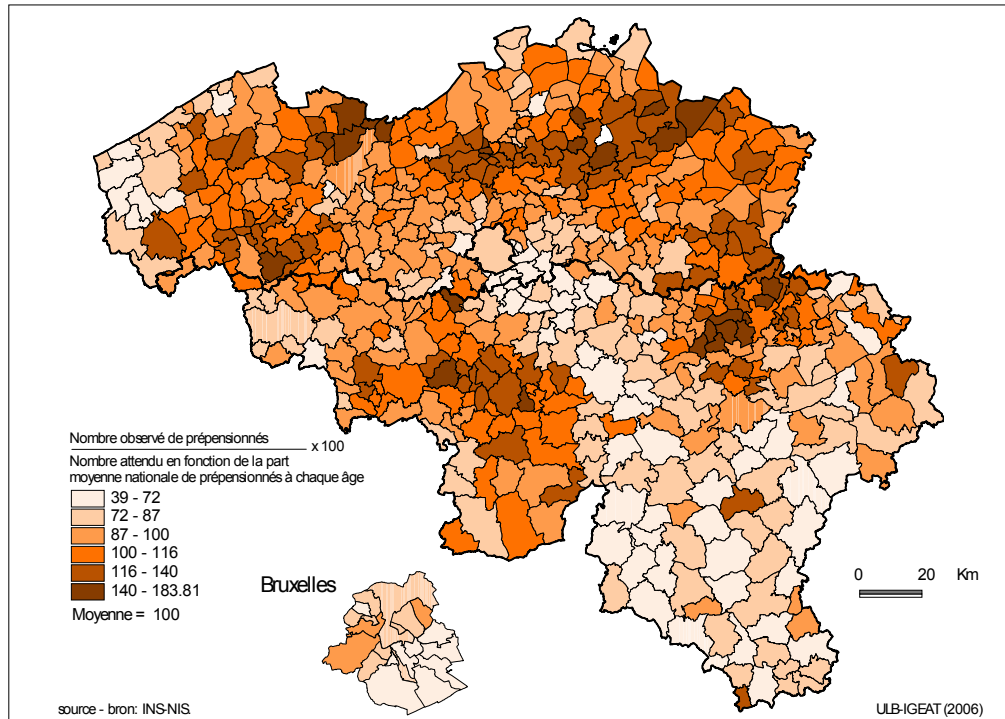 Nombre observé de prépensionnés
x 100
Nombre attendu en fonction de la part
moyenne nationale de prépensionnés à chaque âge
39 - 72
72 - 87
87 - 100
100 - 116
116 - 140
140 - 183.81
Moyenne = 100
Bruxelles
0 20 Km
source - bron: INS-NIS.
ULB-IGEAT (2006)